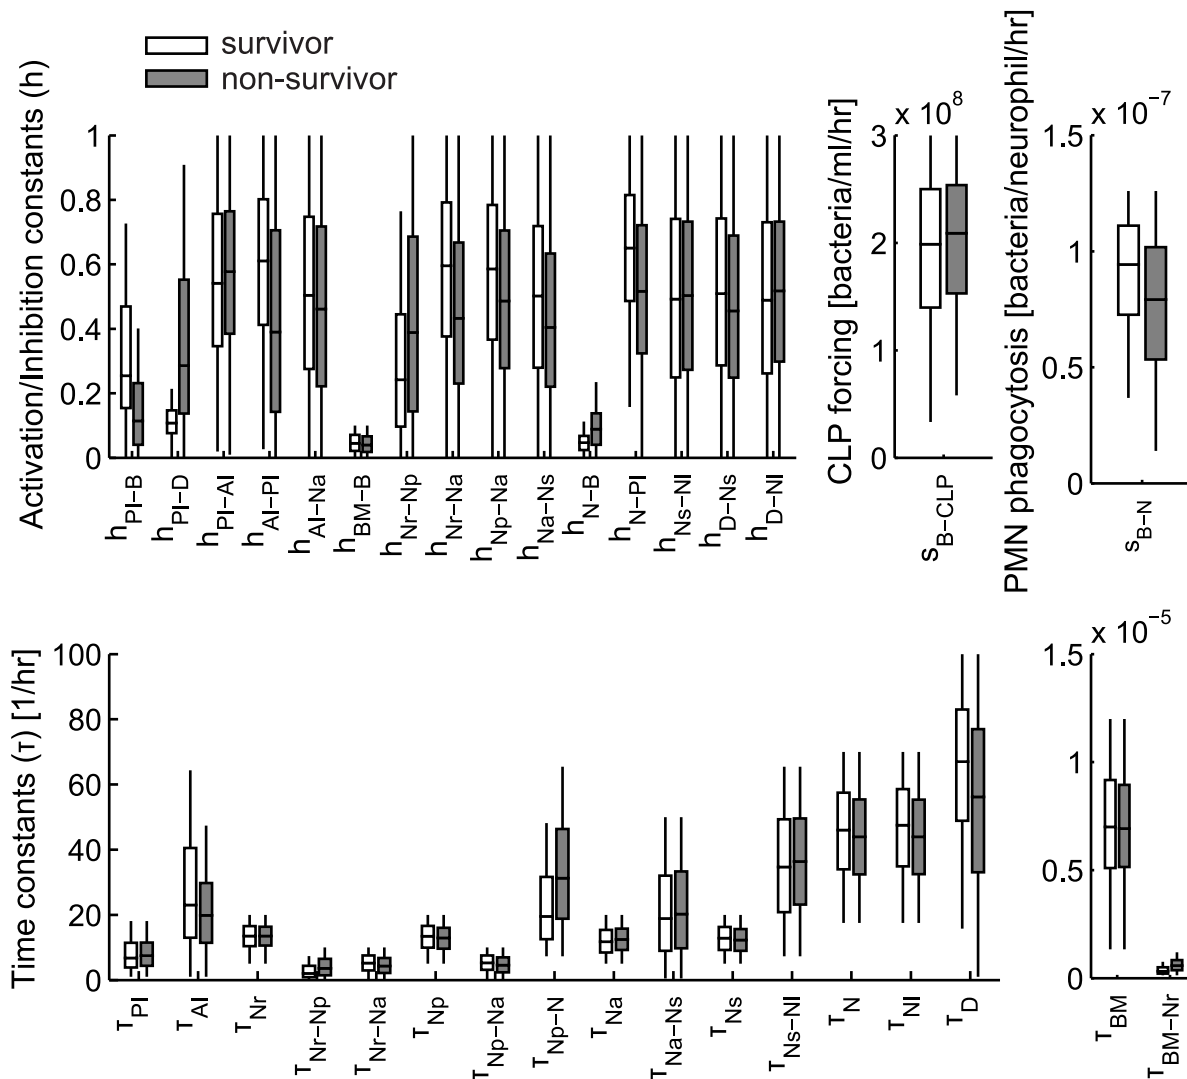 survivor
non-survivor
Activation/Inhibition constants (h)
1
0.8
0.6
0.4
0.2
0
h_PI−B
h_PI−D
h_PI−AI
h_AI−PI
h_AI−Na
h_BM−B
h_Nr−Np
h_Nr−Na
h_Np−Na
h_Na−Ns
h_N−B
h_N−PI
h_Ns−NI
h_D−Ns
h_D−NI
CLP forcing [bacteria/ml/hr]
x 10^8
3
2
1
0
s_B−CLP
PMN phagocytosis [bacteria/neurophil/hr]
x 10^−7
1.5
1
0.5
0
s_B−N
Time constants (τ) [1/hr]
100
80
60
40
20
0
τ_PI
τ_AI
τ_Nr
τ_Nr−Np
τ_Nr−Na
τ_Np
τ_Np−Na
τ_Np−N
τ_Na
τ_Na−Ns
τ_Ns
τ_Ns−NI
τ_N
τ_NI
τ_D
x 10^−5
1.5
1
0.5
0
τ_BM
τ_BM−Nr